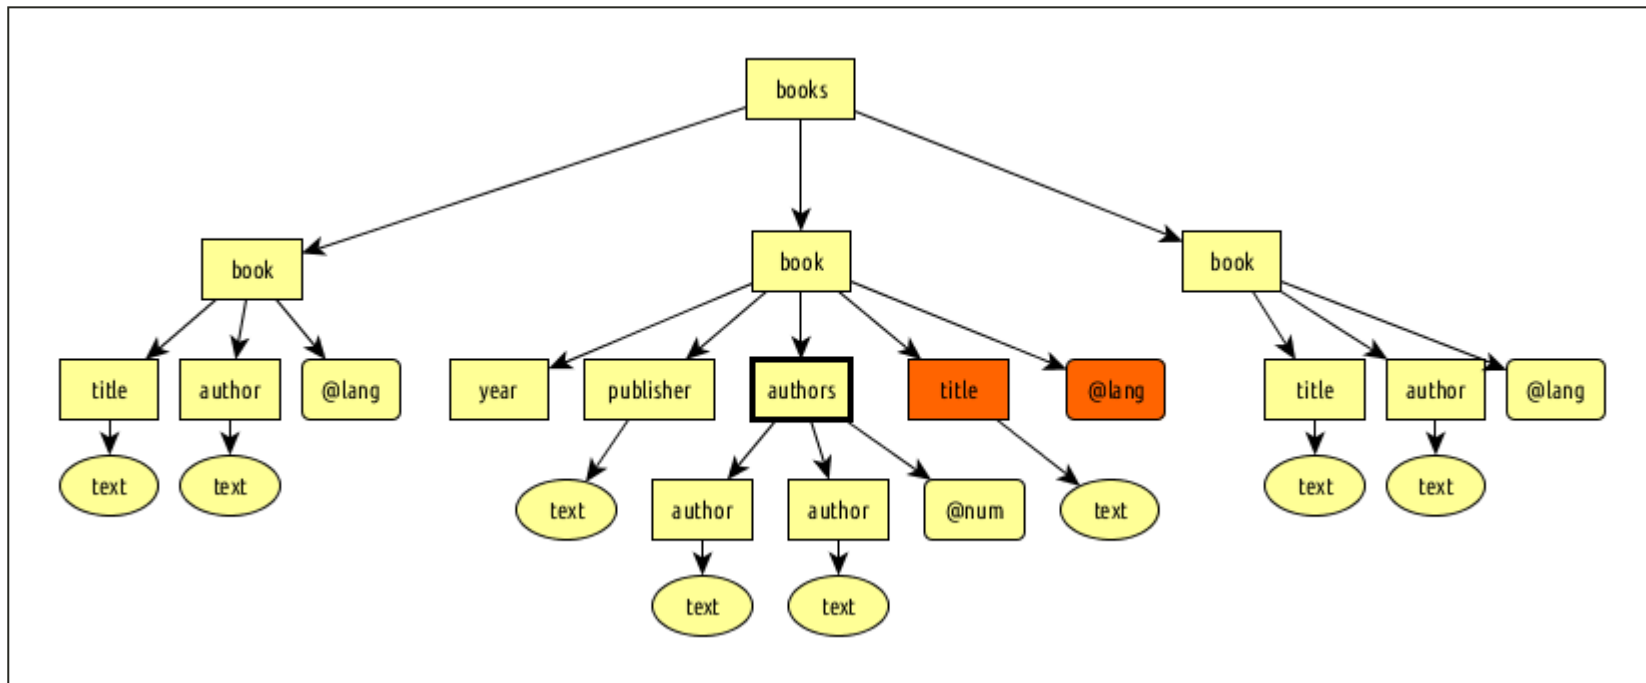 books
book
book
book
title
author
@lang
year
publisher
authors
title
@lang
title
author
@lang
text
text
text
author
author
@num
text
text
text
text
text